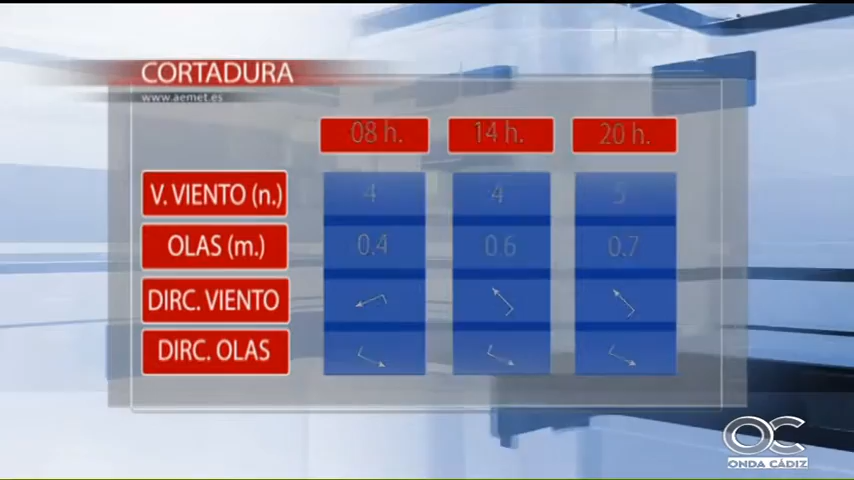 CORTADURA
www.aemet.es
08 h. 14 h. 20 h.
V. VIENTO (n.) 4 4 5
OLAS (m.) 0.4 0.6 0.7
DIRC. VIENTO
DIRC. OLAS
OC
ONDA CÁDIZ